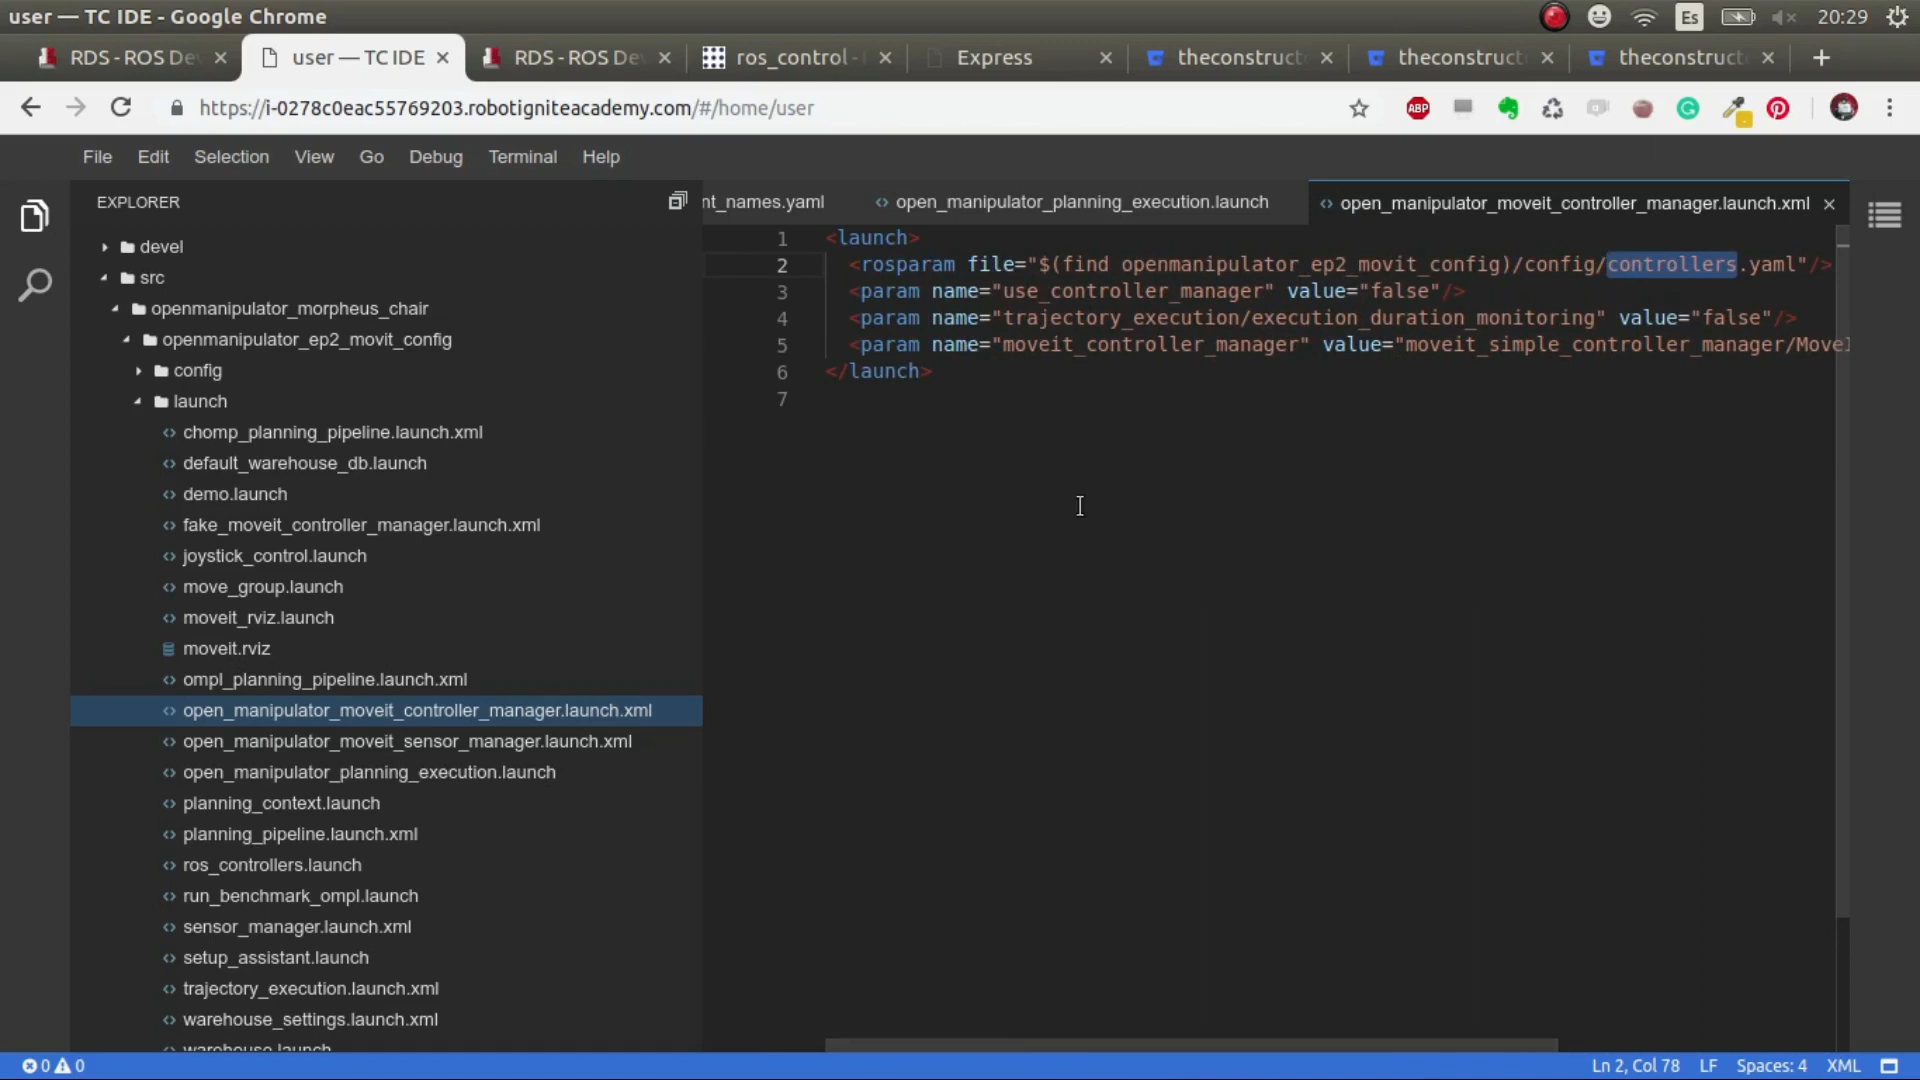 user — TC IDE - Google Chrome
Es
20:29
RDS - ROS De
user — TC IDE
RDS - ROS De
ros_control -
Express
theconstruct
theconstruct
theconstruct
https://i-0278c0eac55769203.robotigniteacademy.com/#/home/user
ABP
File Edit Selection View Go Debug Terminal Help
EXPLORER
devel
src
openmanipulator_morpheus_chair
openmanipulator_ep2_movit_config
config
launch
chomp_planning_pipeline.launch.xml
default_warehouse_db.launch
demo.launch
fake_moveit_controller_manager.launch.xml
joystick_control.launch
move_group.launch
moveit_rviz.launch
moveit.rviz
ompl_planning_pipeline.launch.xml
open_manipulator_moveit_controller_manager.launch.xml
open_manipulator_moveit_sensor_manager.launch.xml
open_manipulator_planning_execution.launch
planning_context.launch
planning_pipeline.launch.xml
ros_controllers.launch
run_benchmark_ompl.launch
sensor_manager.launch.xml
setup_assistant.launch
trajectory_execution.launch.xml
warehouse_settings.launch.xml
warehouse.launch
nt_names.yaml
open_manipulator_planning_execution.launch
open_manipulator_moveit_controller_manager.launch.xml
1 <launch>
2 <rosparam file="$(find openmanipulator_ep2_movit_config)/config/controllers.yaml"/>
3 <param name="use_controller_manager" value="false"/>
4 <param name="trajectory_execution/execution_duration_monitoring" value="false"/>
5 <param name="moveit_controller_manager" value="moveit_simple_controller_manager/MoveI
6 </launch>
7
0 0
Ln 2, Col 78 LF Spaces: 4 XML